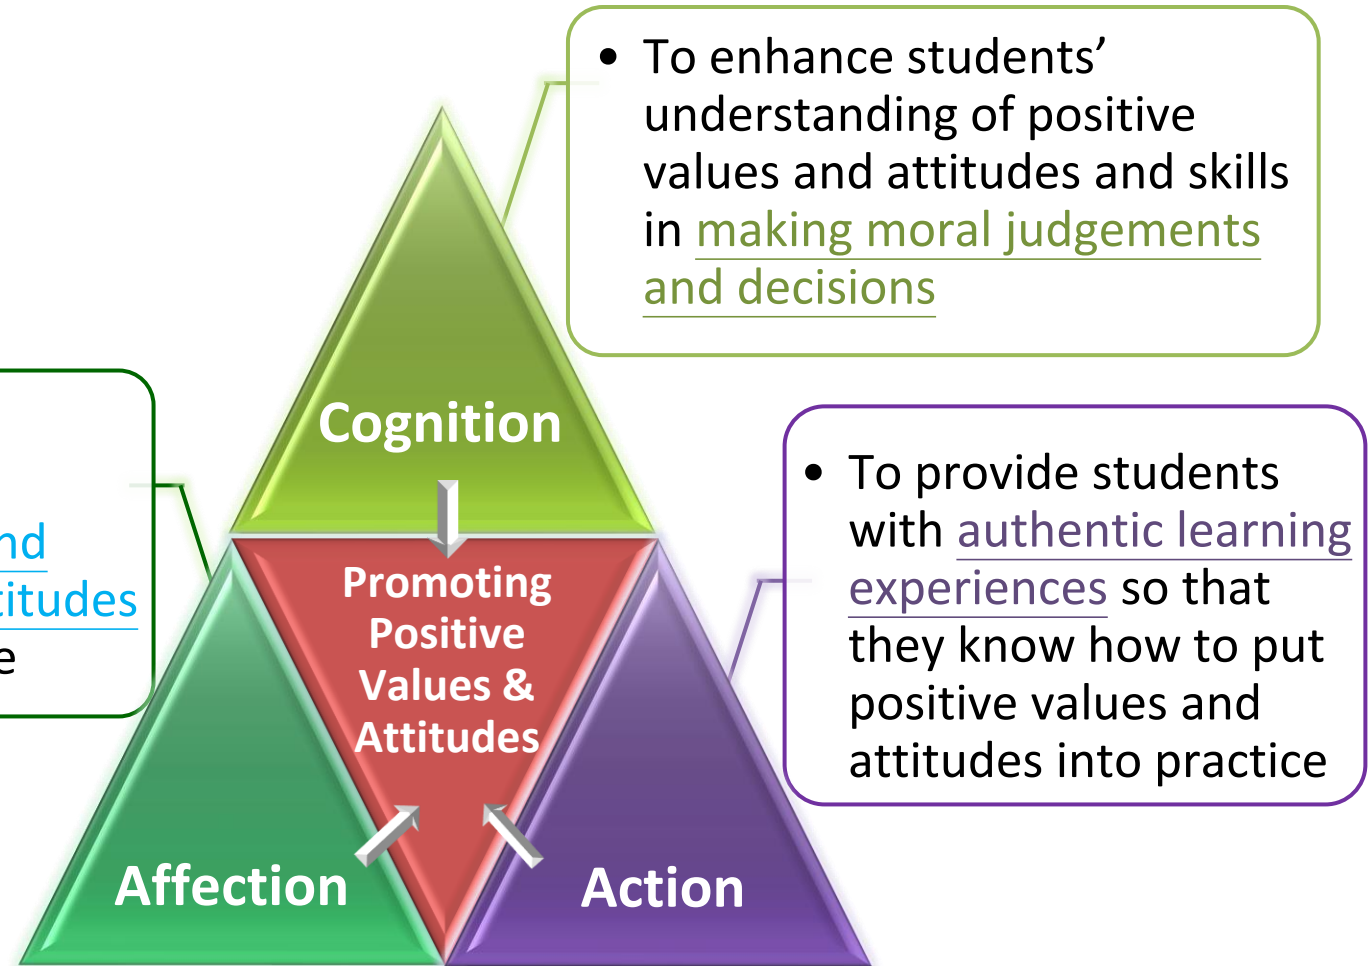 • To enhance students’
understanding of positive
values and attitudes and skills
in making moral judgements
and decisions
Cognition
• To provide students
with authentic learning
experiences so that
they know how to put
positive values and
attitudes into practice
Promoting
Positive
Values &
Attitudes
Affection
Action